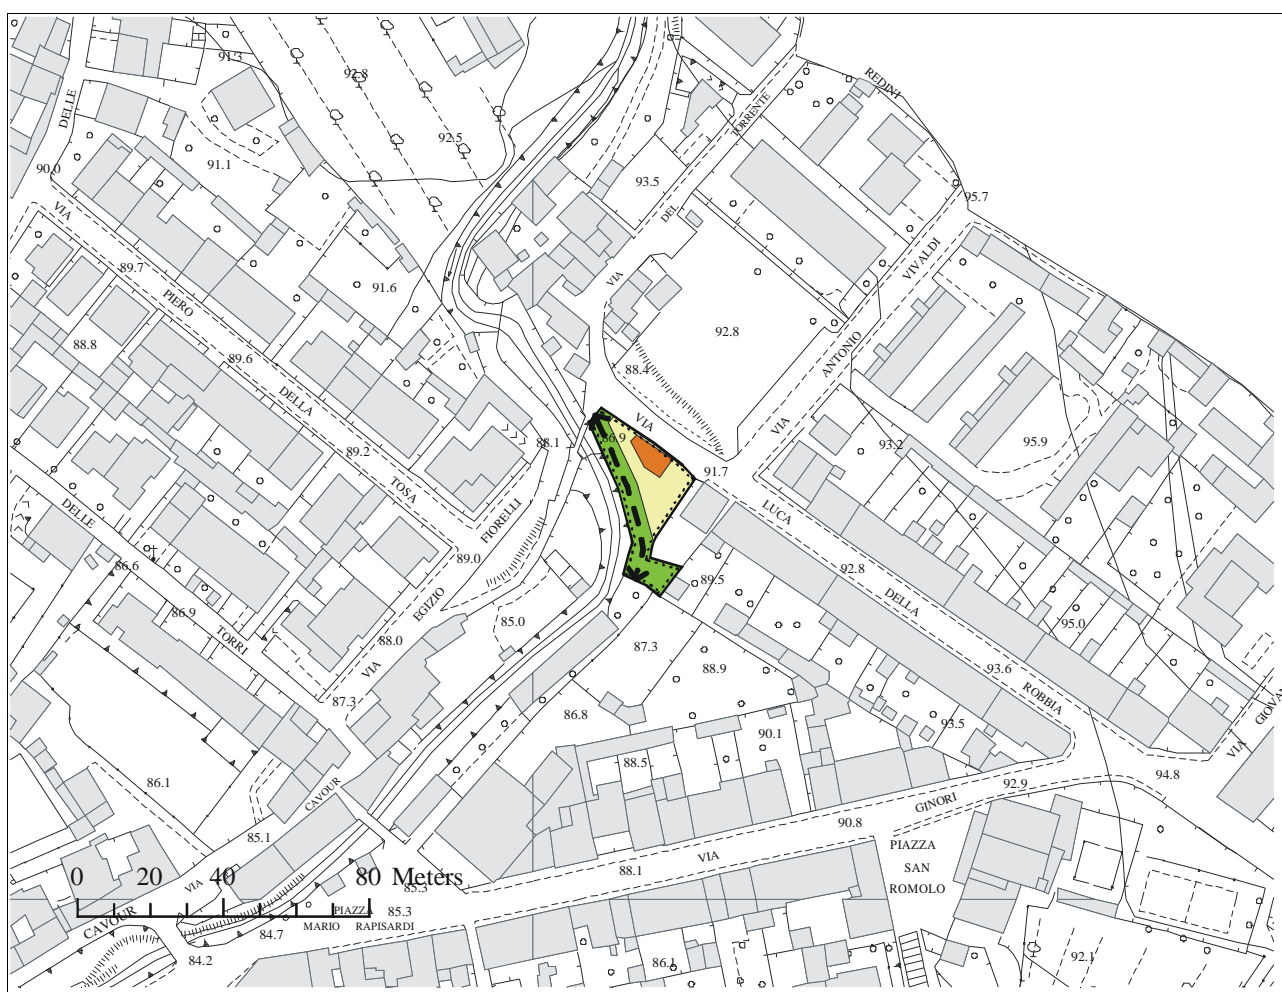 91.3
92.8
REDINI
DELLE
92.5
TORRENTE
90.0
91.1
93.5
95.7
VIA
DEL
VIVALDI
89.7
PIERO
91.6
VIA
88.8
89.6
92.8
ANTONIO
88.4
DELLA
VIA
VIA
86.9
88.1
93.2
95.9
89.2
91.7
TOSA
DELLE
FIORELLI
LUCA
89.0
86.6
92.8
89.5
EGIZIO
DELLA
86.9
85.0
95.0
TORRI
88.0
87.3
VIA
88.9
93.6
87.3
ROBBIA
86.8
93.5
GIOVAN
90.1
VIA
88.5
94.8
86.1
92.9
CAVOUR
GINORI
90.8
85.1
PIAZZA
VIA
88.1
SAN
0 20 40 80 Meters
VIA
85.3
ROMOLO
PIAZZA
85.3
CAVOUR
MARIO RAPISARDI
84.7
84.2
86.1
92.1